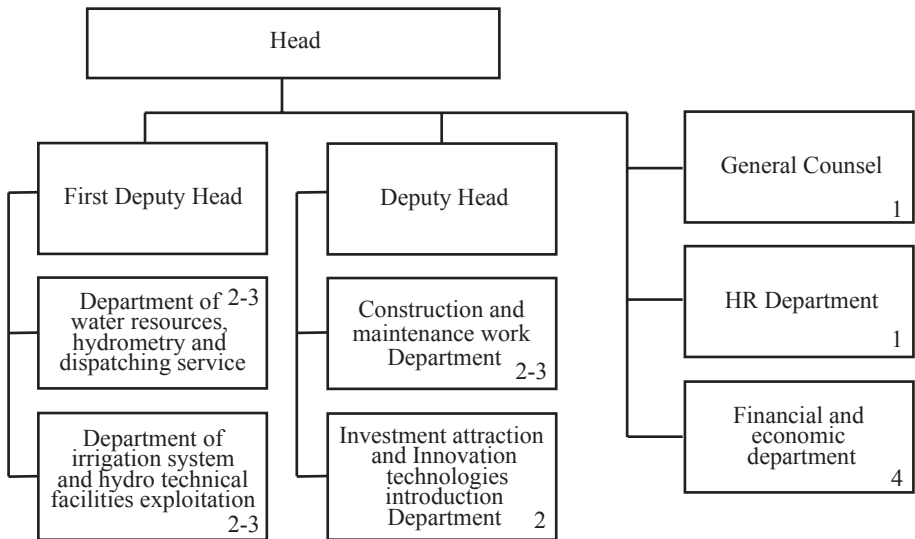 Head
First Deputy Head
Deputy Head
General Counsel
1
Department of 2-3
water resources,
hydrometry and
dispatching service
Construction and
maintenance work
Department
2-3
HR Department
1
Department of
irrigation system
and hydro technical
facilities exploitation
2-3
Investment attraction
and Innovation
technologies
introduction
Department
2
Financial and
economic
department
4